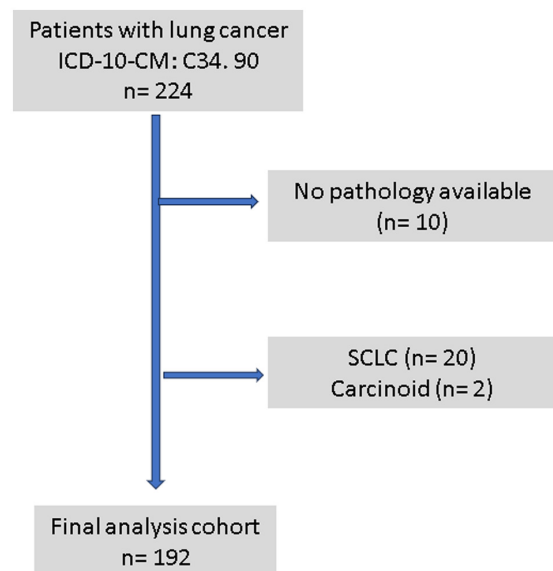 Patients with lung cancer
ICD-10-CM: C34. 90
n= 224
No pathology available
(n= 10)
SCLC (n= 20)
Carcinoid (n= 2)
Final analysis cohort
n= 192